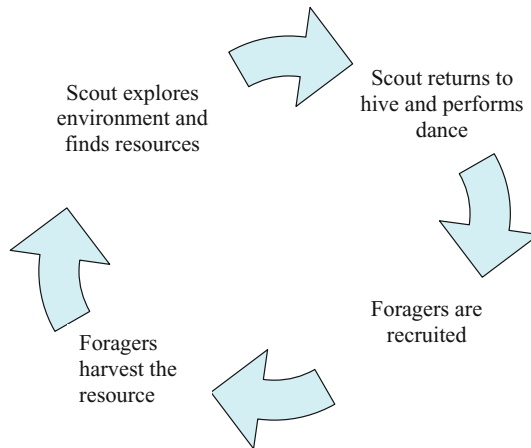 Scout explores
environment and
finds resources
Scout returns to
hive and performs
dance
Foragers are
recruited
Foragers
harvest the
resource